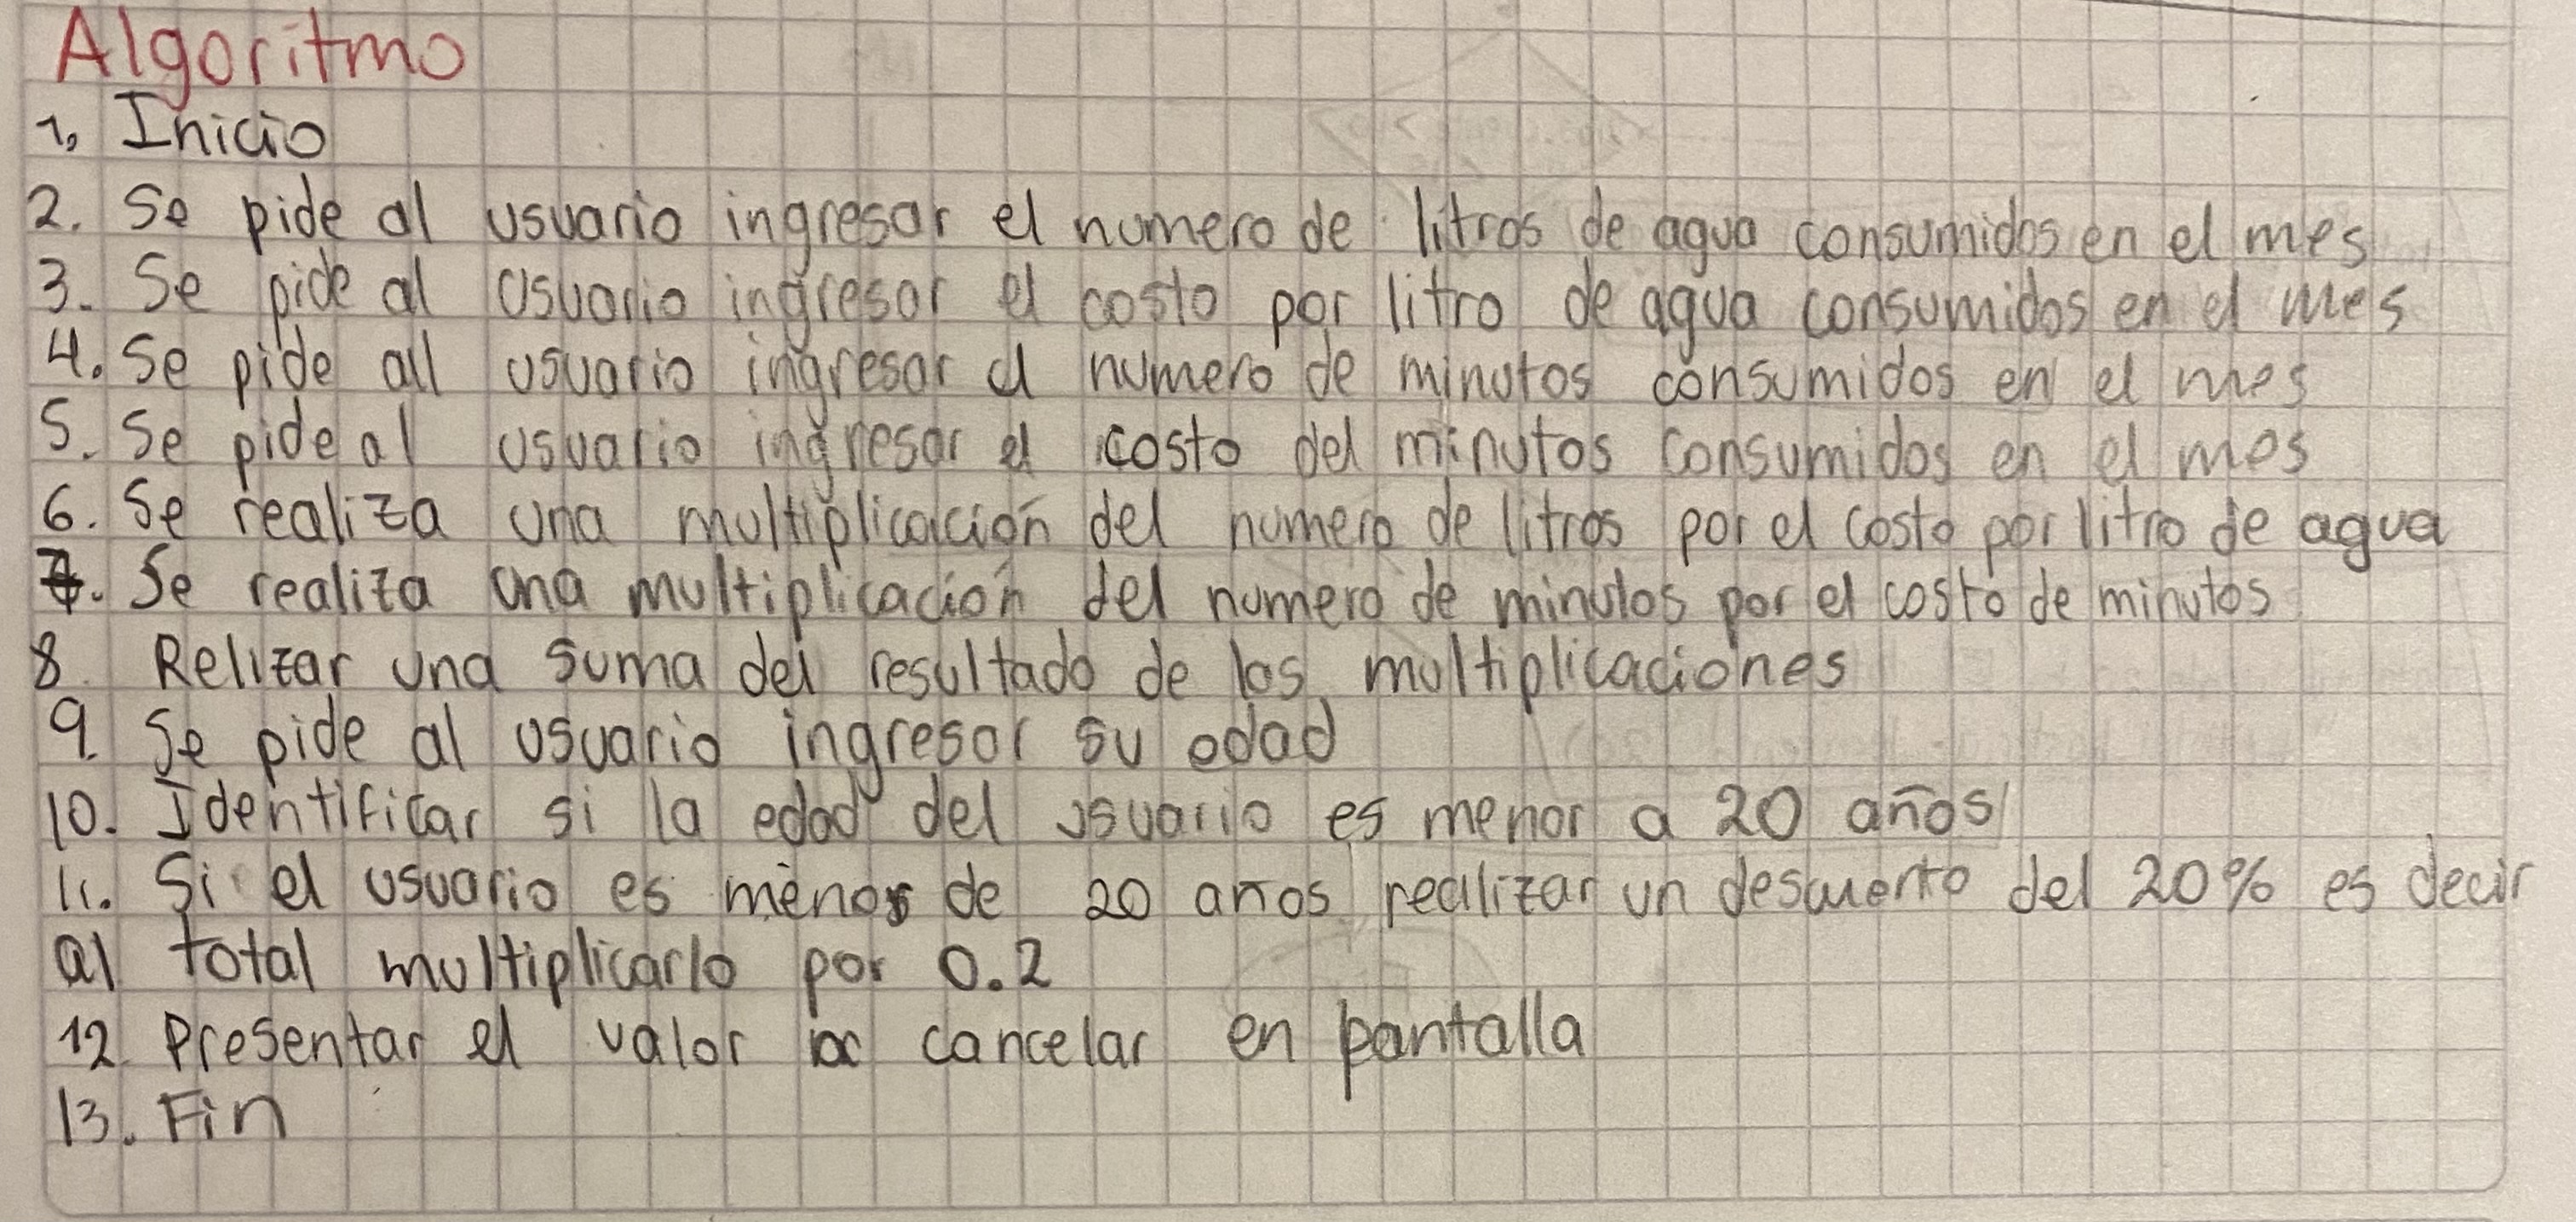 Algoritmo
1. Inicio
2. Se pide al usuario ingresar el numero de litros de agua consumidos en el mes
3. Se pide al usuario ingresar el costo por litro de agua consumidos en el mes
4. Se pide all usuario ingresar el numero de minutos consumidos en el mes
5. Se pide al usuario ingresar el costo del minutos consumidos en el mes
6. Se realiza una multiplicación del numero de litros por el costo por litro de agua
7. Se realiza una multiplicación del numero de minutos por el costo de minutos
8. Relizar una suma del resultado de las multiplicaciones
9. Se pide al usuario ingresar su edad
10. Identificar si la edad del usuario es menor a 20 años
11. Si el usuario es menor de 20 años realizar un descuento del 20% es decir
al total multiplicarlo por 0.2
12. Presentar el valor a cancelar en pantalla
13. Fin